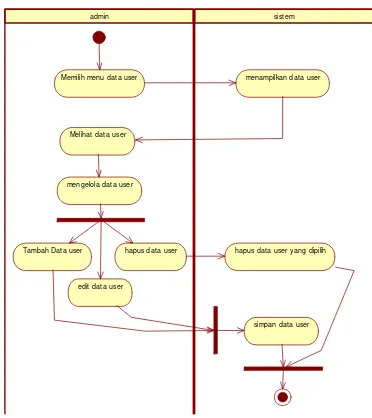 admin
sistem
Memilih menu data user
menampilkan data user
Melihat data user
mengelola data user
Tambah Data user
hapus data user
hapus data user yang dipilih
edit data user
simpan data user